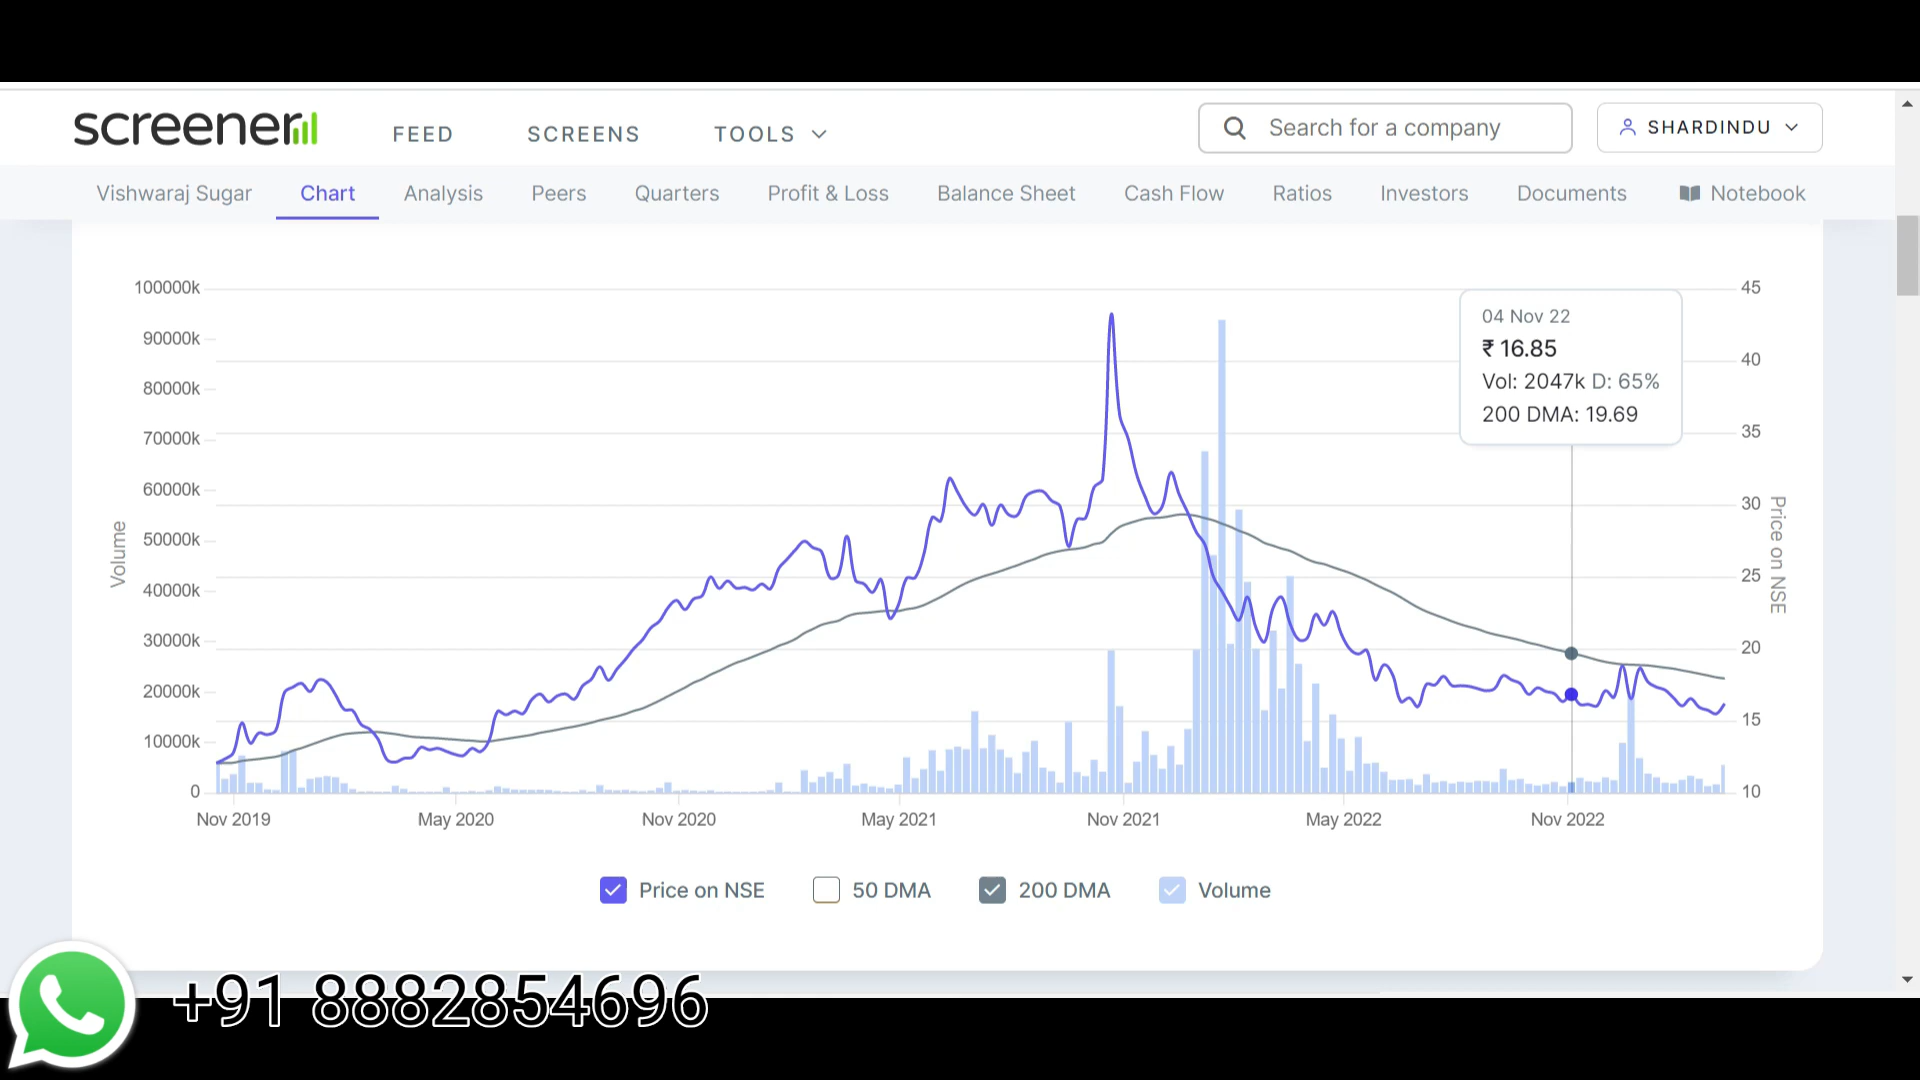 screener
FEED SCREENS TOOLS
Search for a company
SHARDINDU
Vishwaraj Sugar Chart Analysis Peers Quarters Profit & Loss Balance Sheet Cash Flow Ratios Investors Documents Notebook
100000k
90000k
80000k
70000k
60000k
50000k
40000k
30000k
20000k
10000k
0
Volume
04 Nov 22
₹ 16.85
Vol: 2047k D: 65%
200 DMA: 19.69
45
40
35
30
25
20
15
10
Price on NSE
Nov 2019 May 2020 Nov 2020 May 2021 Nov 2021 May 2022 Nov 2022
Price on NSE 50 DMA 200 DMA Volume
+91 8882854696